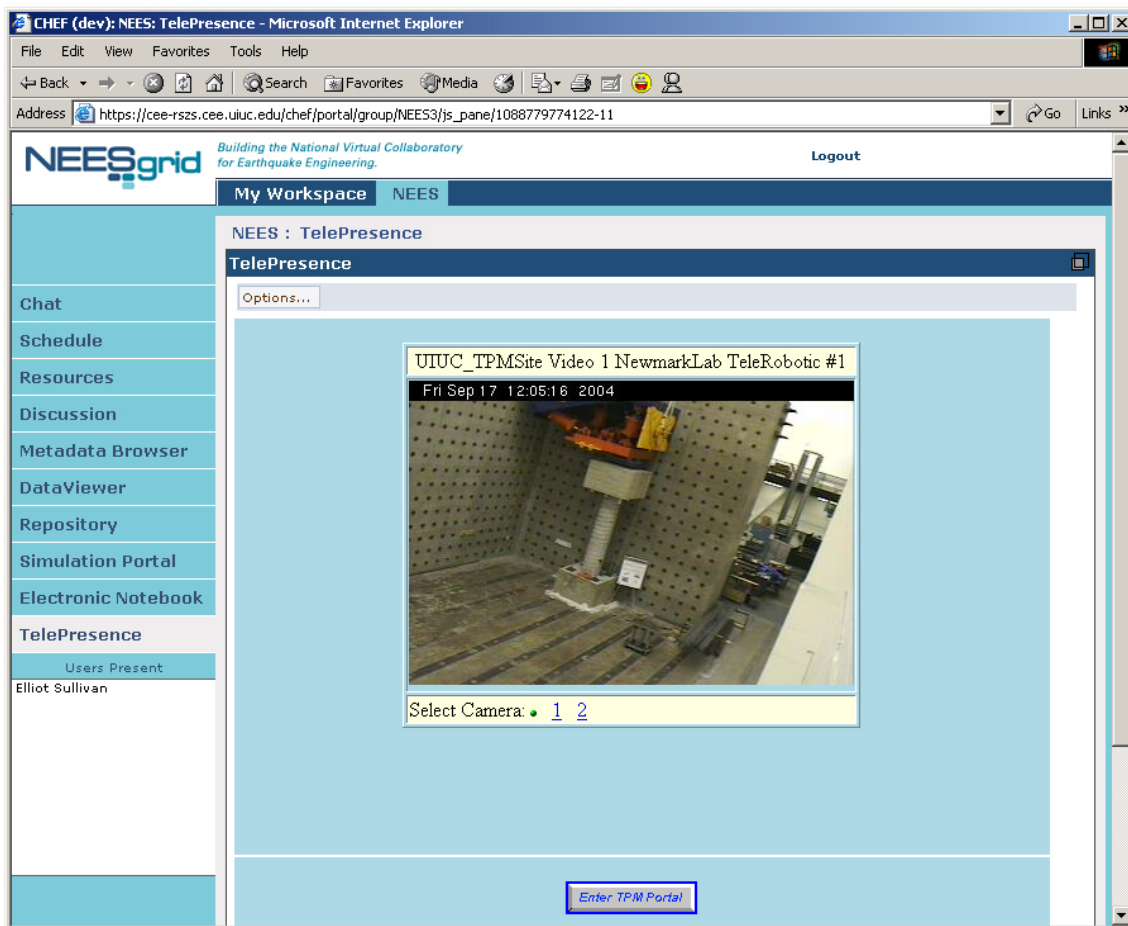 CHEF (dev): NEES: TelePresence - Microsoft Internet Explorer
File Edit View Favorites Tools Help
Back Search Favorites Media
Address https://cee-rszs.cee.uiuc.edu/chef/portal/group/NEES3/js_pane/1088779774122-11 Go Links »
NEESgrid
Building the National Virtual Collaboratory
for Earthquake Engineering.
Logout
My Workspace NEES
NEES : TelePresence
TelePresence
Options...
Chat
Schedule
Resources
Discussion
Metadata Browser
DataViewer
Repository
Simulation Portal
Electronic Notebook
TelePresence
Users Present
Elliot Sullivan
UIUC_TPMSite Video 1 NewmarkLab TeleRobotic #1
Fri Sep 17 12:05:16 2004
Select Camera: 1 2
Enter TPM Portal